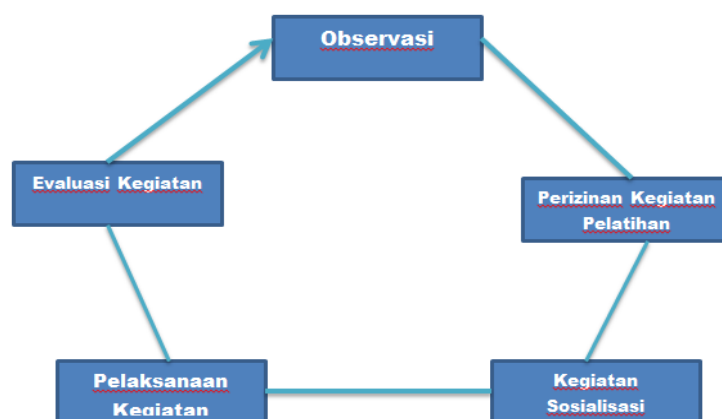 Observasi
Evaluasi Kegiatan
Perizinan Kegiatan
Pelatihan
Pelaksanaan
Kegiatan
Kegiatan
Sosialisasi